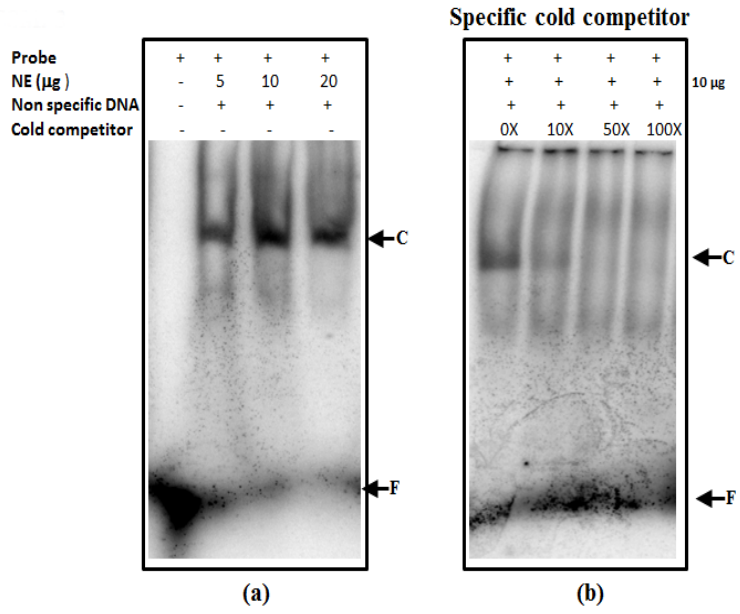 Specific cold competitor
Probe + + + +
NE (µg ) - 5 10 20
Non specific DNA - + + +
Cold competitor - - - -
+ + + +
+ + + + 10 µg
+ + + +
0X 10X 50X 100X
C
F
C
F
(a)
(b)